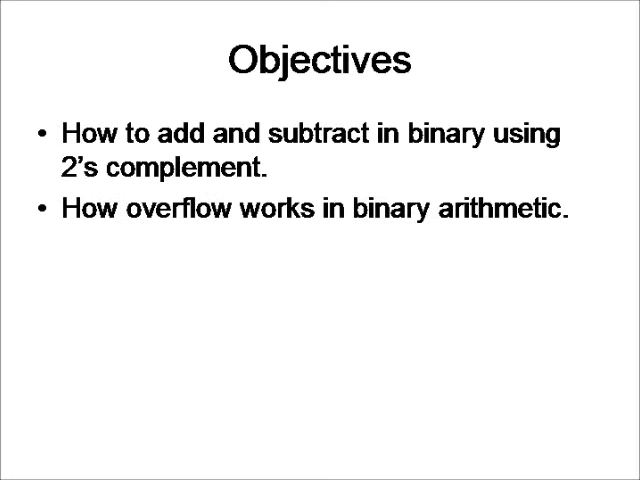 Objectives
• How to add and subtract in binary using
2’s complement.
• How overflow works in binary arithmetic.